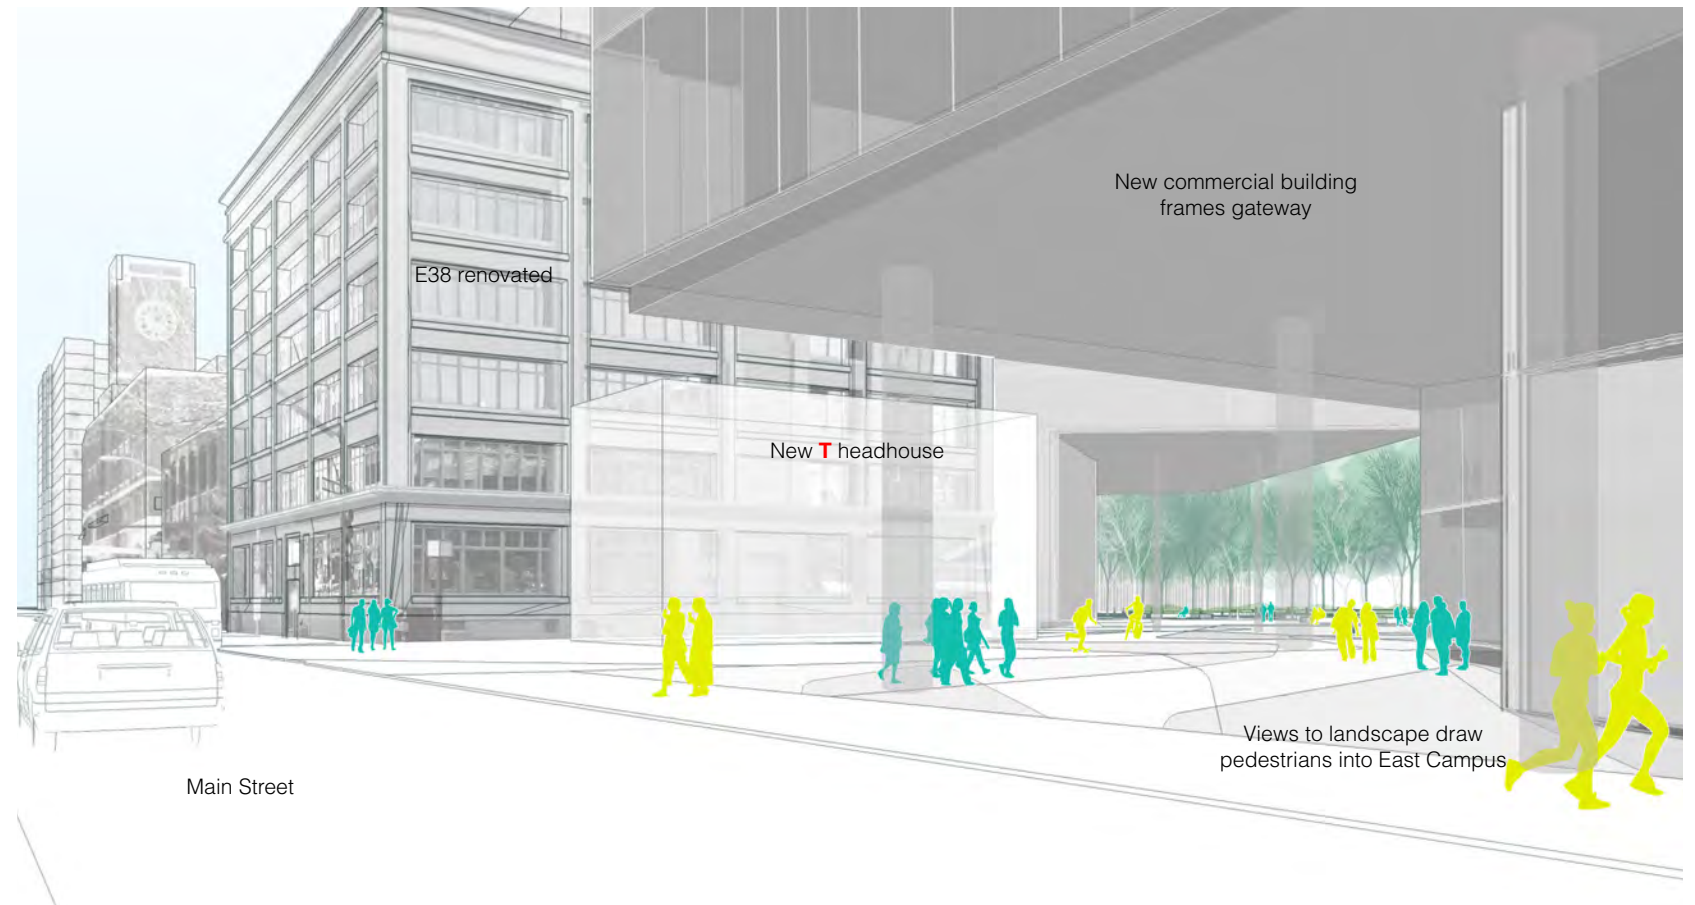 New commercial building
frames gateway
E38 renovated
New T headhouse
Views to landscape draw
pedestrians into East Campus
Main Street